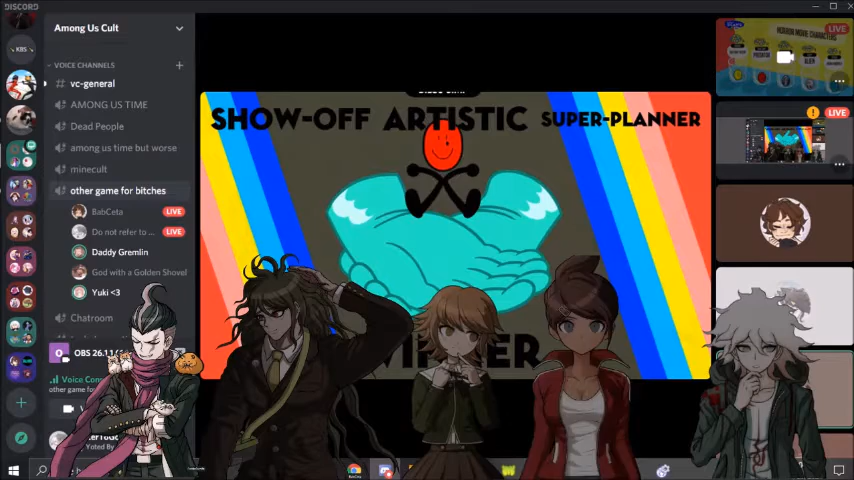 DISCORD
Among Us Cult
KBS
VOICE CHANNELS
vc-general
AMONG US TIME
Dead People
among us time but worse
minecult
other game for bitches
BabCeta LIVE
Do not refer to ... LIVE
Daddy Gremlin
God with a Golden Shovel
Yuki <3
Chatroom
OBS 26.1.1
Voice Con
other game for
SHOW-OFF ARTISTIC SUPER-PLANNER
LIVE
LIVE